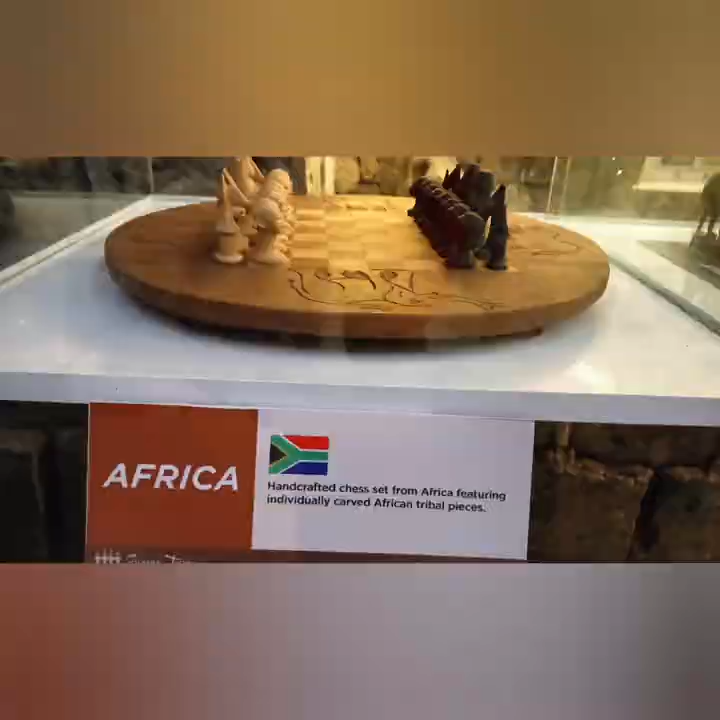 AFRICA
Handcrafted chess set from Africa featuring
individually carved African tribal pieces.